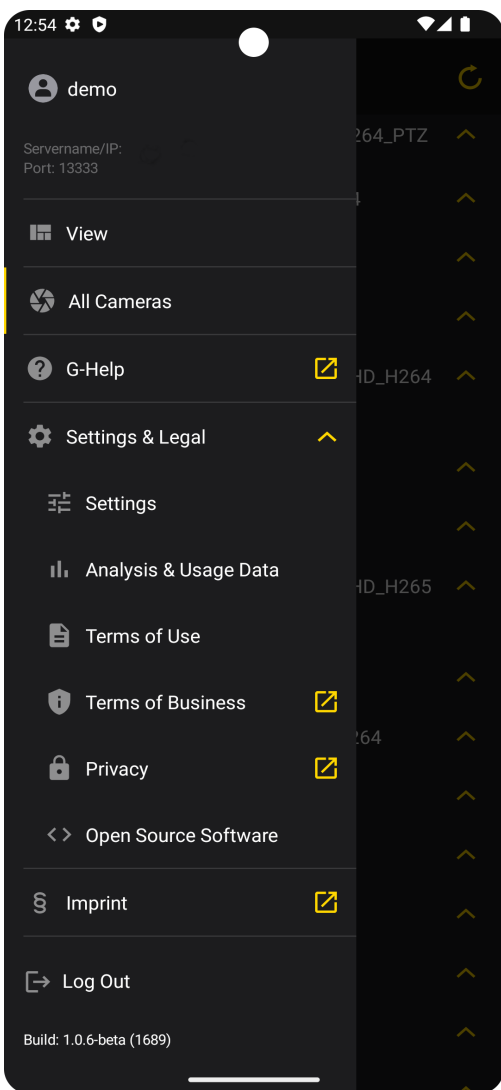 12:54
demo
264_PTZ
Servername/IP:
Port: 13333
View
All Cameras
G-Help
HD_H264
Settings & Legal
Settings
Analysis & Usage Data
HD_H265
Terms of Use
Terms of Business
264
Privacy
Open Source Software
§ Imprint
Log Out
Build: 1.0.6-beta (1689)